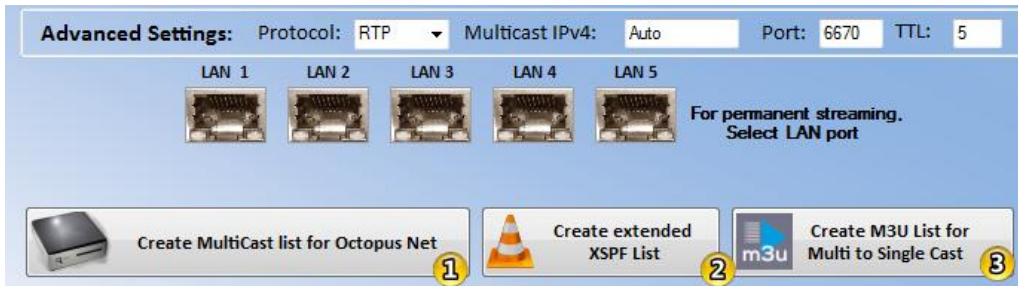 Advanced Settings: Protocol: RTP Multicast IPv4: Auto Port: 6670 TTL: 5
LAN 1 LAN 2 LAN 3 LAN 4 LAN 5
For permanent streaming.
Select LAN port
Create MultiCast list for Octopus Net
1
Create extended
XSPF List
2
m3u
Create M3U List for
Multi to Single Cast
3